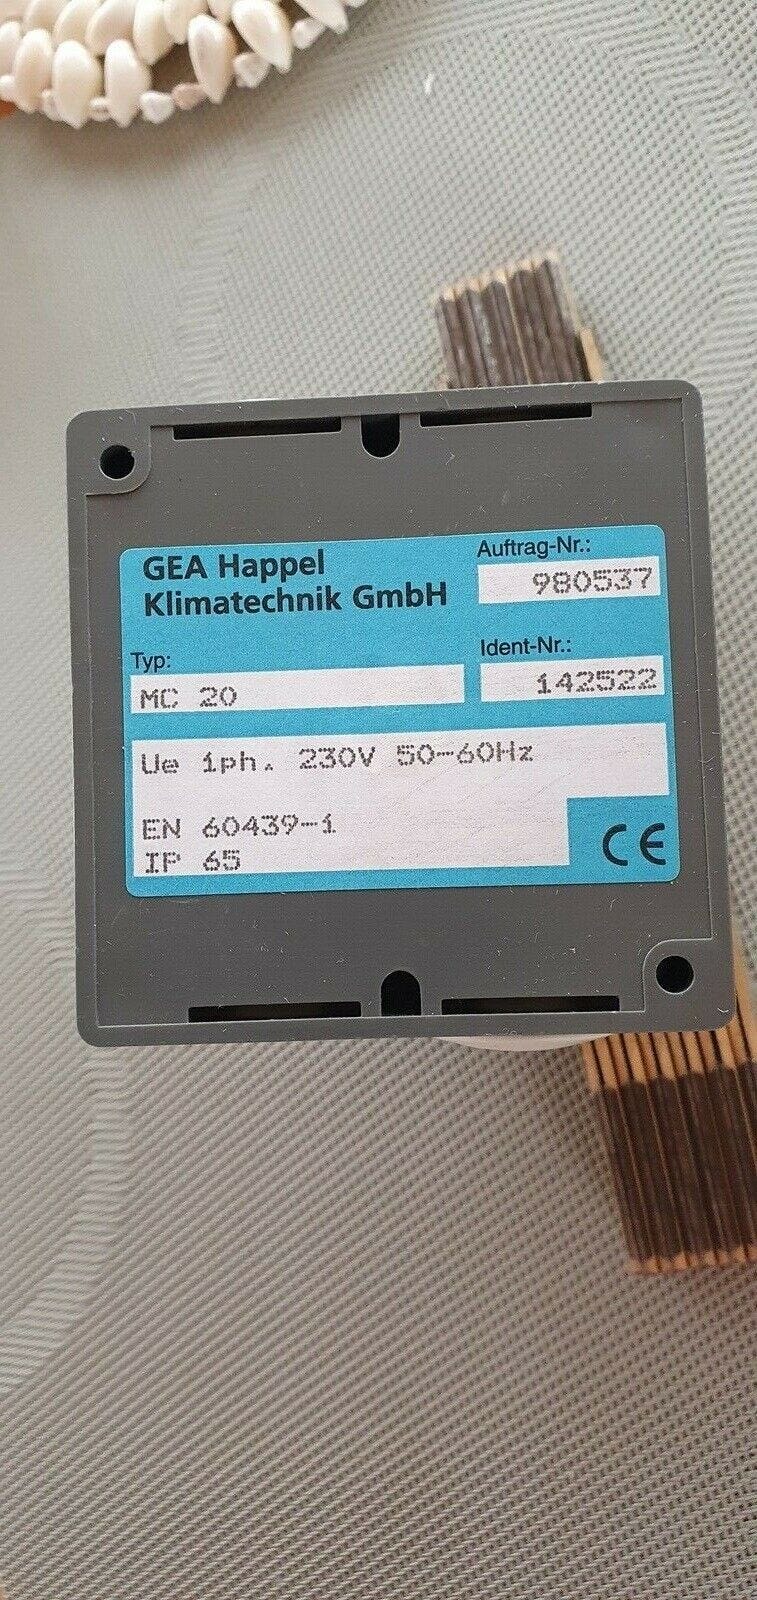 GEA Happel
Klimatechnik GmbH
Auftrag-Nr.:
980537
Typ:
MC 20
Ident-Nr.:
142522
Ue 1ph. 230V 50-60Hz
EN 60439-1
IP 65
CE